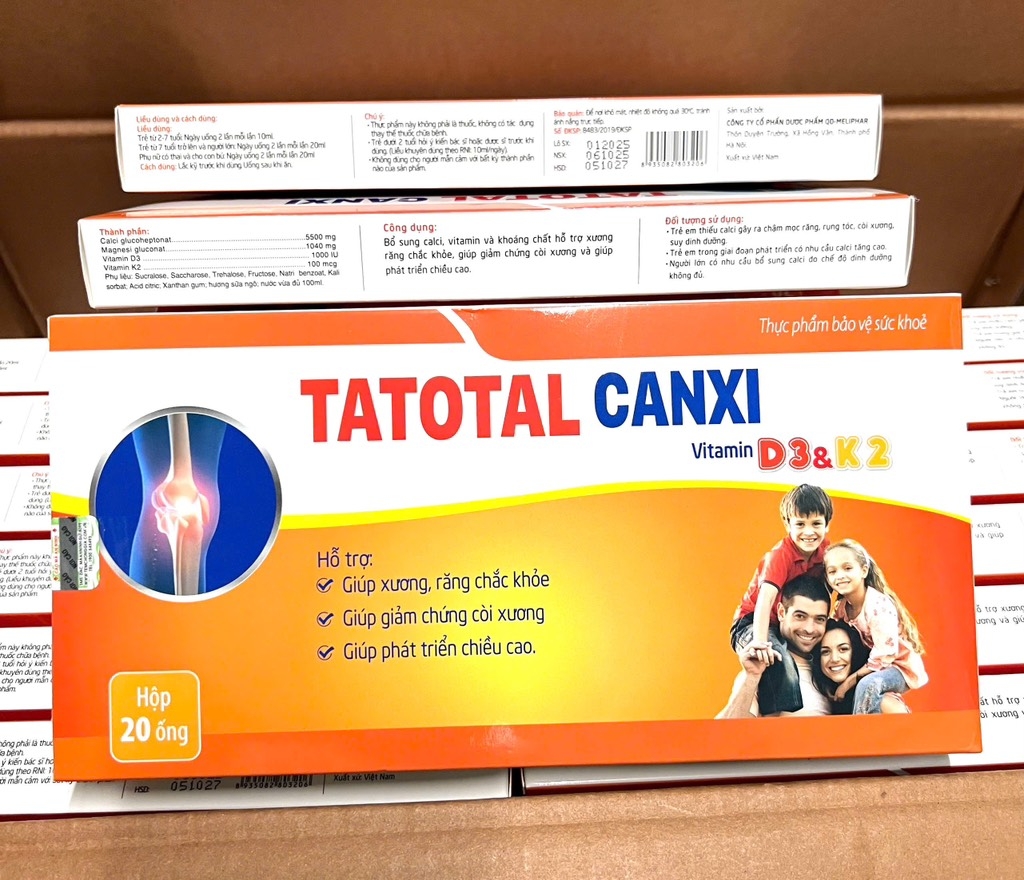 Liều dùng và cách dùng:
Liều dùng:
Trẻ từ 2-7 tuổi: Ngày uống 2 lần mỗi lần 10ml.
Trẻ từ 7 tuổi trở lên và người lớn: Ngày uống 2 lần mỗi lần 20ml
Phụ nữ có thai và cho con bú: Ngày uống 2 lần mỗi lần 20ml
Cách dùng: Lắc kỹ trước khi dùng. Uống sau khi ăn.
Chú ý:
• Thực phẩm này không phải là thuốc, không có tác dụng
thay thế thuốc chữa bệnh.
• Trẻ dưới 2 tuổi hỏi ý kiến bác sĩ hoặc dược sĩ trước khi
dùng. (Liều khuyên dùng theo RNI: 10ml/ngày).
• Không dùng cho người mẫn cảm với bất kỳ thành phần
nào của sản phẩm.
Bảo quản: Để nơi khô mát, nhiệt độ không quá 30°C, tránh
ánh nắng trực tiếp.
Số ĐKSP: 8483/2019/ĐKSP
Lô SX: 012025
NSX: 061025
HSD: 051027
8 935082 803206
Sản xuất bởi:
CÔNG TY CỔ PHẦN DƯỢC PHẨM QD-MELIPHAR
Thôn Duyên Trường, Xã Hồng Vân, Thành phố
Hà Nội
Xuất xứ: Việt Nam
TATOTAL CANXI
Thành phần:
Calci glucoheptonat 5500 mg
Magnesi gluconat 1040 mg
Vitamin D3 1000 IU
Vitamin K2 100 mcg
Phụ liệu: Sucralose, Saccharose, Trehalose, Fructose, Natri benzoat, Kali
sorbat; Acid citric; Xanthan gum; hương sữa ngô; nước vừa đủ 100ml.
Công dụng:
Bổ sung calci, vitamin và khoáng chất hỗ trợ xương
răng chắc khỏe, giúp giảm chứng còi xương và giúp
phát triển chiều cao.
Đối tượng sử dụng:
• Trẻ em thiếu calci gây ra chậm mọc răng, rụng tóc, còi xương,
suy dinh dưỡng.
• Trẻ em trong giai đoạn phát triển có nhu cầu calci tăng cao.
• Người lớn có nhu cầu bổ sung calci do chế độ dinh dưỡng
không đủ.
Thực phẩm bảo vệ sức khoẻ
TATOTAL CANXI
Vitamin D3&K2
Hỗ trợ:
Giúp xương, răng chắc khỏe
Giúp giảm chứng còi xương
Giúp phát triển chiều cao.
Hộp
20 ống
HSD: 051027
8 935082 803206
Xuất xứ: Việt Nam